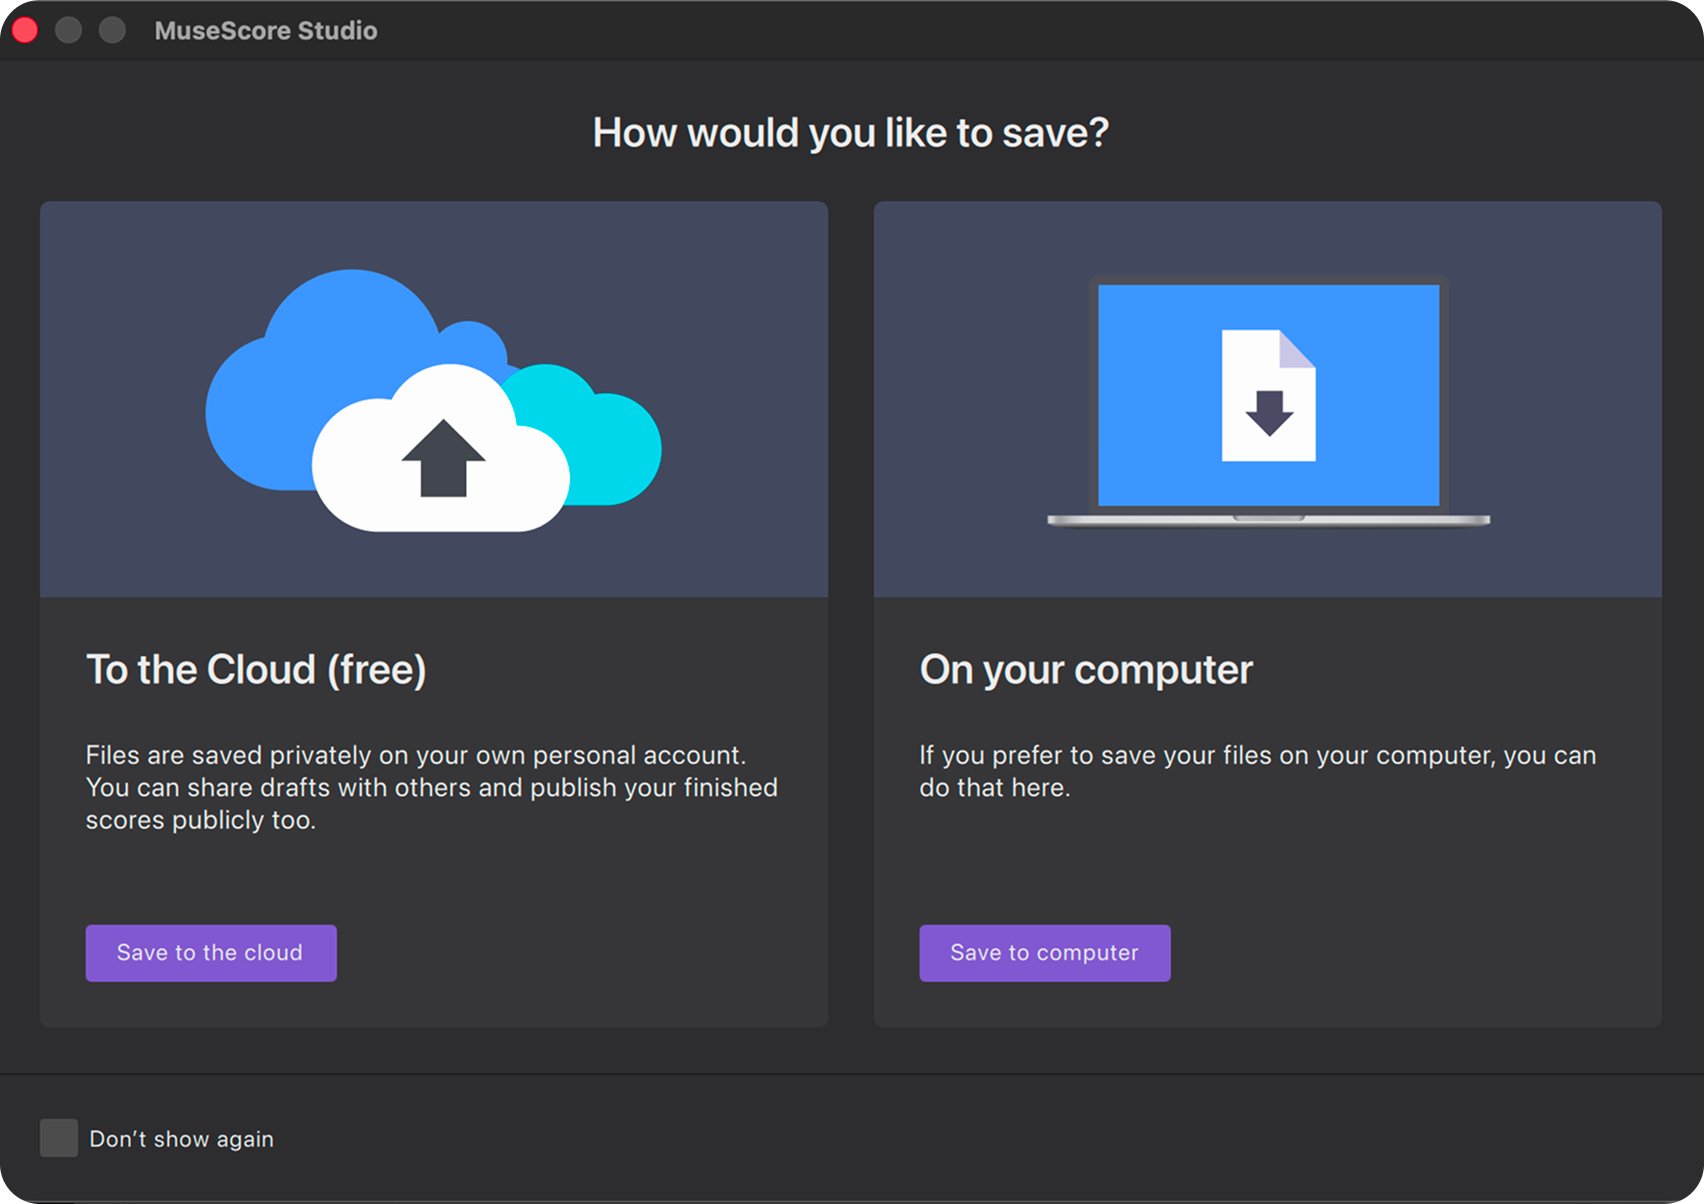 MuseScore Studio
How would you like to save?
To the Cloud (free)
Files are saved privately on your own personal account.
You can share drafts with others and publish your finished
scores publicly too.
Save to the cloud
On your computer
If you prefer to save your files on your computer, you can
do that here.
Save to computer
Don’t show again